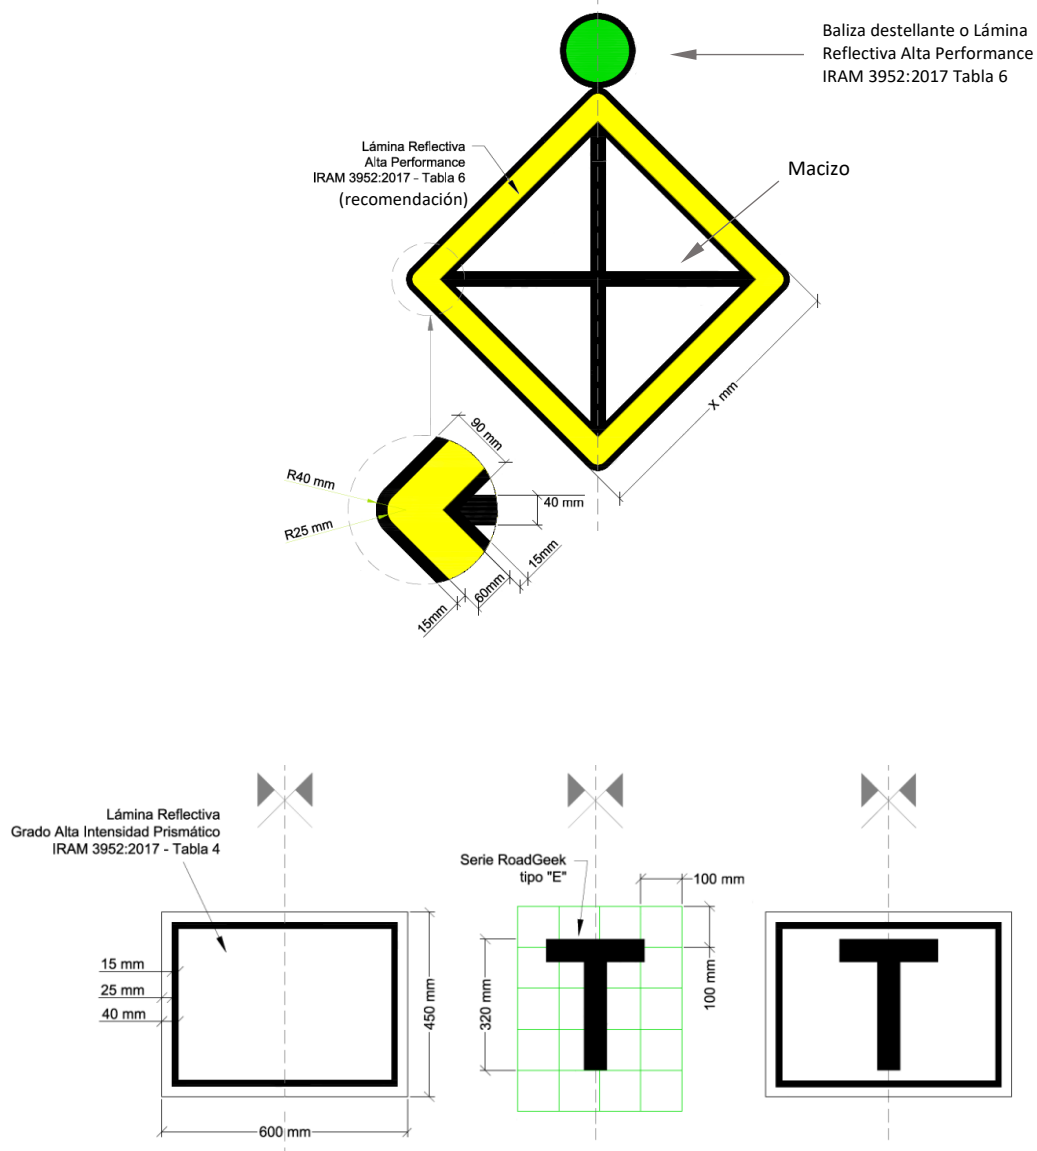 Baliza destellante o Lámina
Reflectiva Alta Performance
IRAM 3952:2017 Tabla 6
Lámina Reflectiva
Alta Performance
IRAM 3952:2017 - Tabla 6
(recomendación)
Macizo
X mm
90 mm
R40 mm
R25 mm
40 mm
15mm
60mm
15mm
Lámina Reflectiva
Grado Alta Intensidad Prismático
IRAM 3952:2017 - Tabla 4
15 mm
25 mm
40 mm
450 mm
600 mm
Serie RoadGeek
tipo "E"
100 mm
100 mm
320 mm
T
T